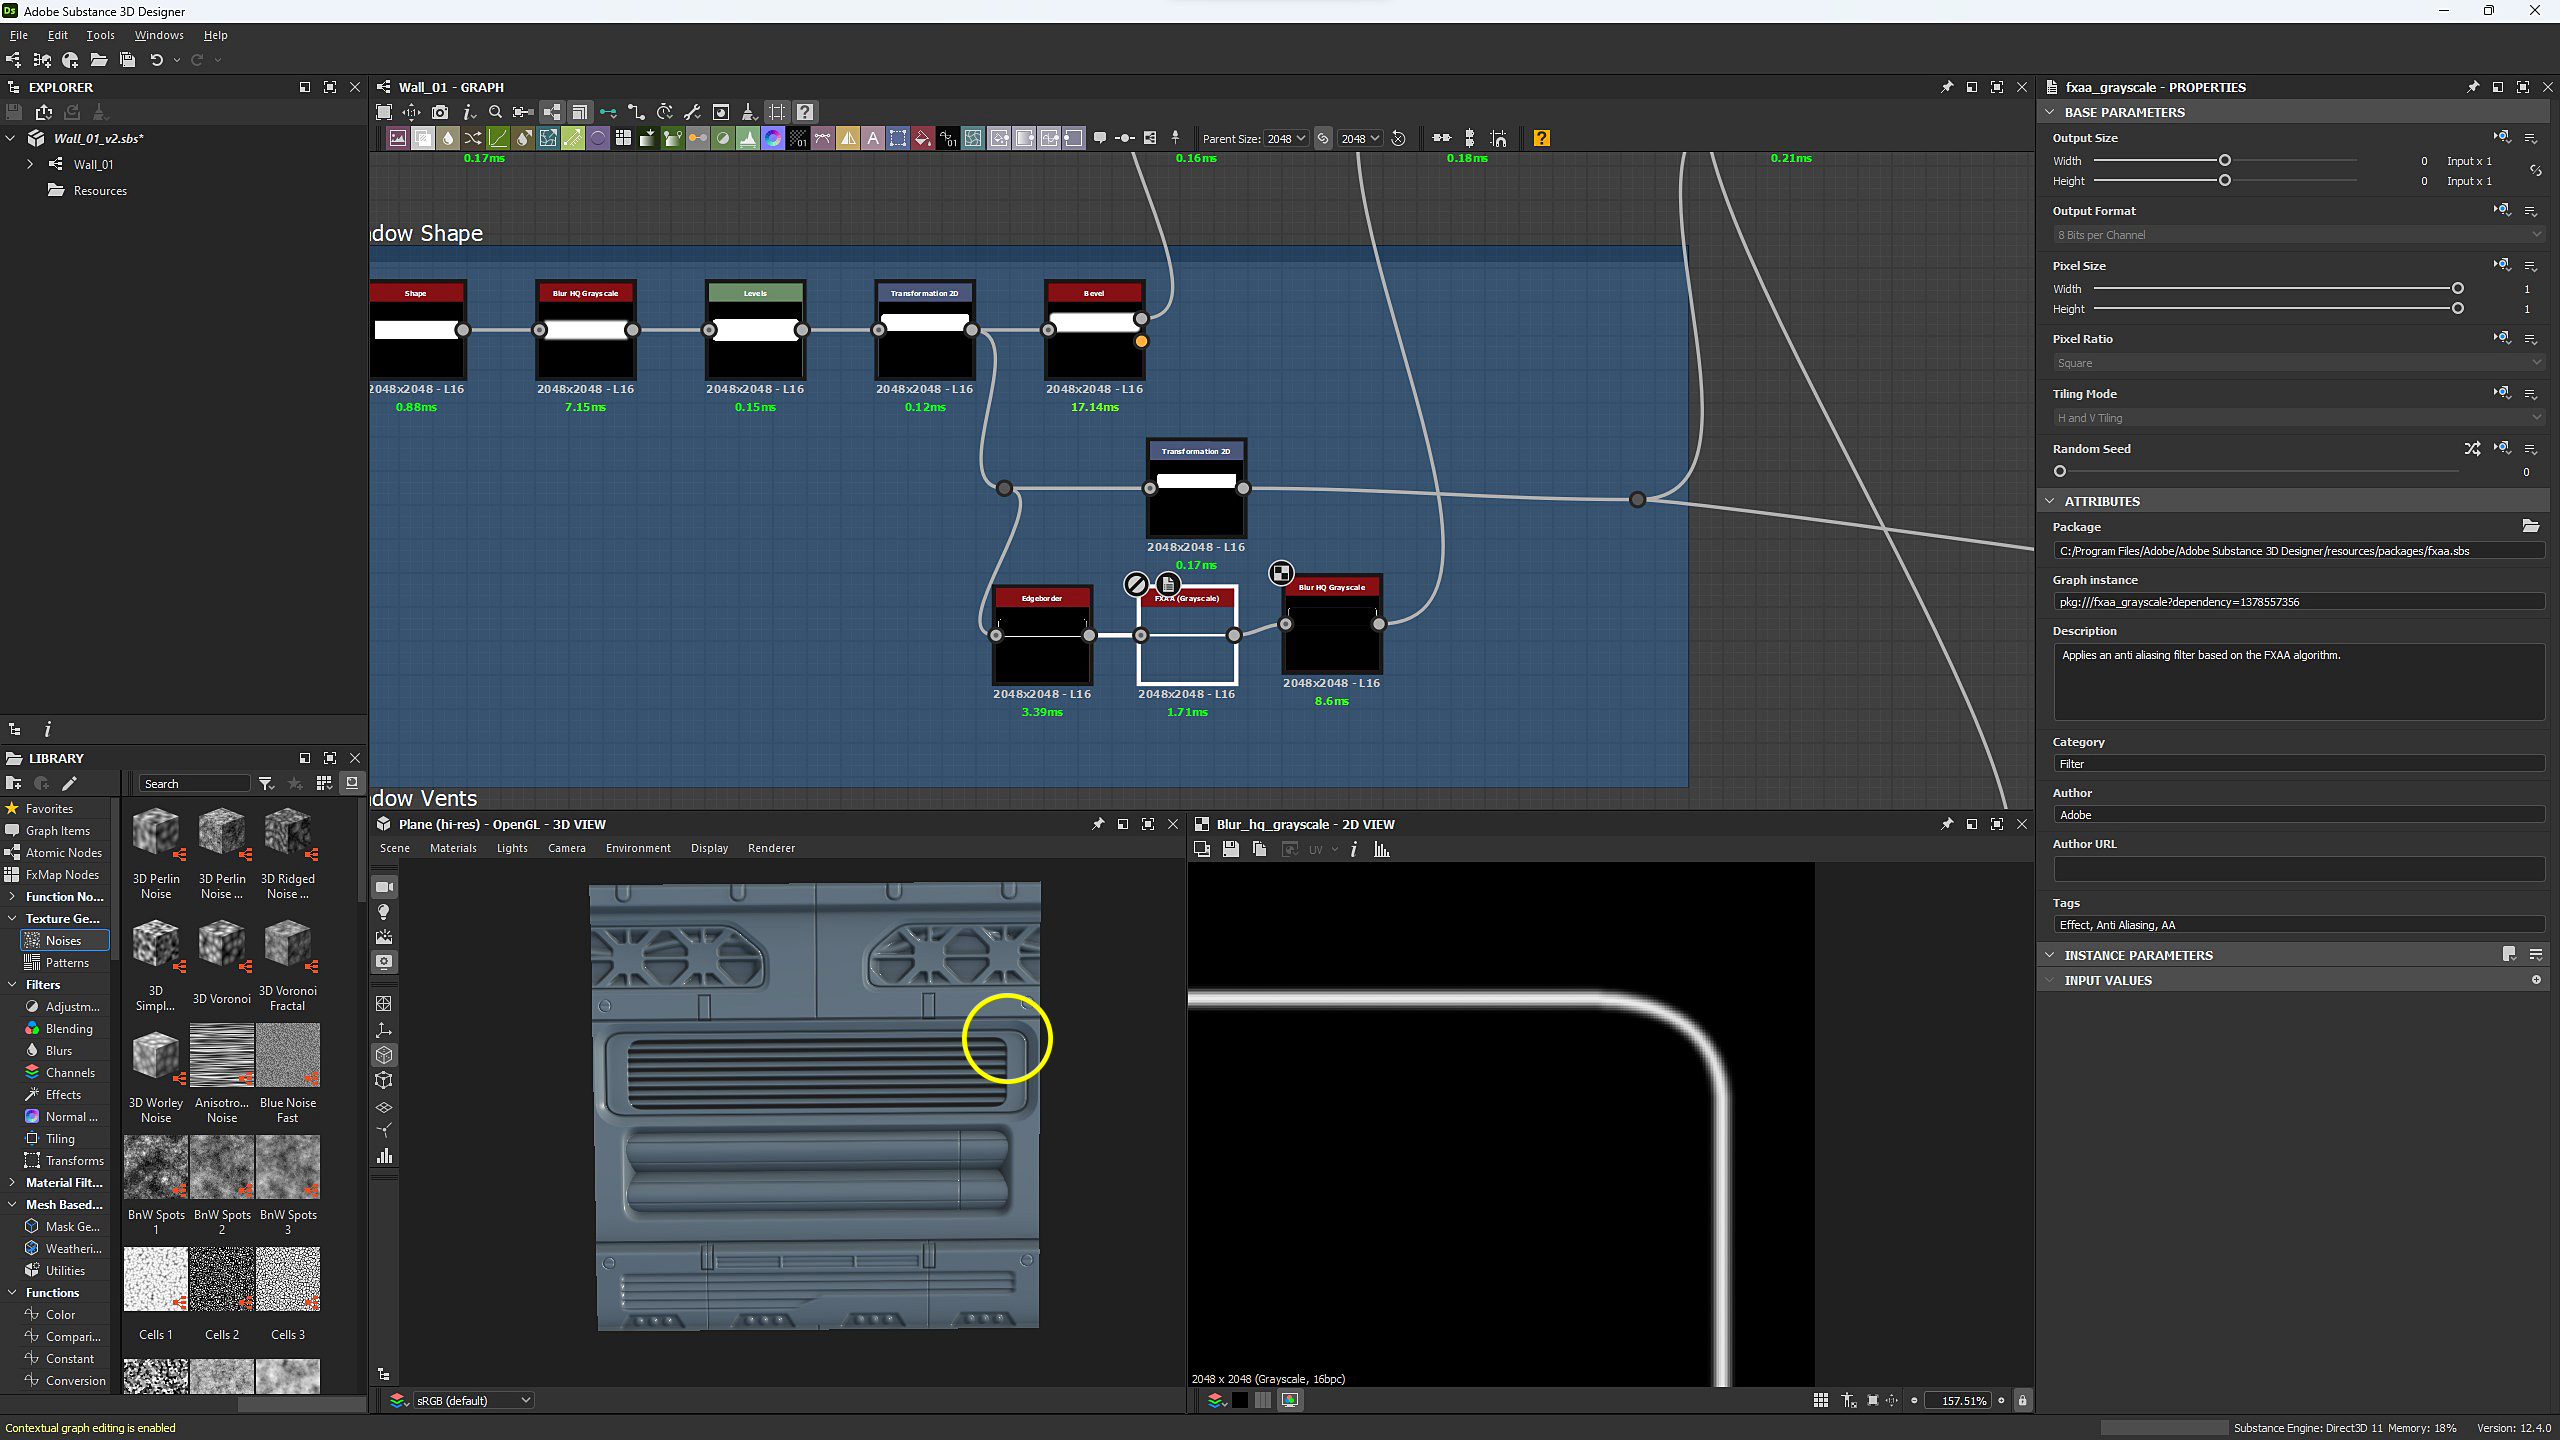 Adobe Substance 3D Designer
File Edit Tools Windows Help
EXPLORER
Wall_01_v2.sbs*
Wall_01
Resources
Wall_01 - GRAPH
Parent Size: 2048 2048
0.17ms 0.16ms 0.18ms 0.21ms
dow Shape
Shape
2048x2048 - L16
0.88ms
Blur HQ Grayscale
2048x2048 - L16
7.15ms
Levels
2048x2048 - L16
0.15ms
Transformation 2D
2048x2048 - L16
0.12ms
Bevel
2048x2048 - L16
17.14ms
Transformation 2D
2048x2048 - L16
0.17ms
Edgeborder
2048x2048 - L16
3.39ms
FXAA (Grayscale)
2048x2048 - L16
1.71ms
Blur HQ Grayscale
2048x2048 - L16
8.6ms
dow Vents
LIBRARY
Search
Favorites
Graph Items
Atomic Nodes
FxMap Nodes
Function No...
Texture Ge...
Noises
Patterns
Filters
Adjustm...
Blending
Blurs
Channels
Effects
Normal ...
Tiling
Transforms
Material Filt...
Mesh Based...
Mask Ge...
Weatheri...
Utilities
Functions
Color
Compari...
Constant
Conversion
3D Perlin Noise
3D Perlin Noise ...
3D Ridged Noise ...
3D Simpl...
3D Voronoi
3D Voronoi Fractal
3D Worley Noise
Anisotro... Noise
Blue Noise Fast
BnW Spots 1
BnW Spots 2
BnW Spots 3
Cells 1
Cells 2
Cells 3
Plane (hi-res) - OpenGL - 3D VIEW
Scene Materials Lights Camera Environment Display Renderer
sRGB (default)
Blur_hq_grayscale - 2D VIEW
UV
2048 x 2048 (Grayscale, 16bpc)
157.51%
fxaa_grayscale - PROPERTIES
BASE PARAMETERS
Output Size
Width 0 Input x 1
Height 0 Input x 1
Output Format
8 Bits per Channel
Pixel Size
Width 1
Height 1
Pixel Ratio
Square
Tiling Mode
H and V Tiling
Random Seed
0
ATTRIBUTES
Package
C:/Program Files/Adobe/Adobe Substance 3D Designer/resources/packages/fxaa.sbs
Graph instance
pkg:///fxaa_grayscale?dependency=1378557356
Description
Applies an anti aliasing filter based on the FXAA algorithm.
Category
Filter
Author
Adobe
Author URL
Tags
Effect, Anti Aliasing, AA
INSTANCE PARAMETERS
INPUT VALUES
Contextual graph editing is enabled
Substance Engine: Direct3D 11 Memory: 18% Version: 12.4.0